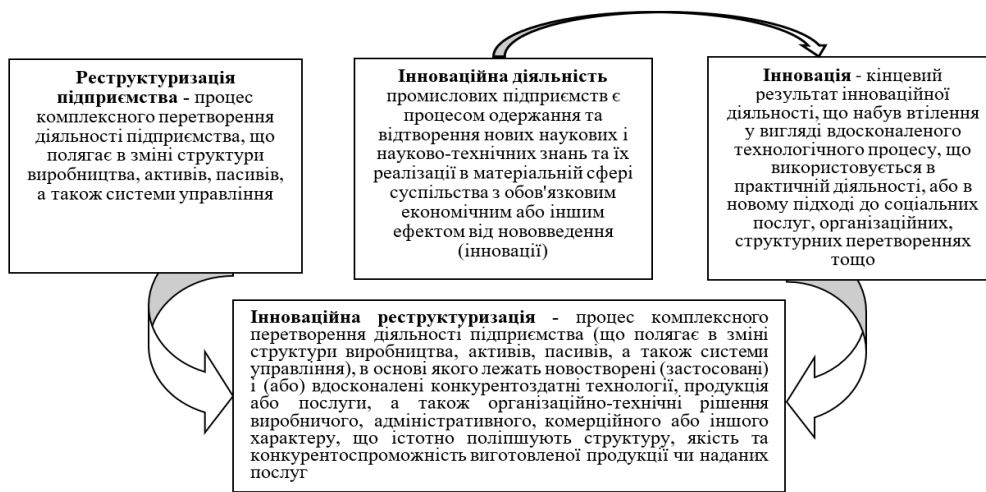 Реструктуризація
підприємства - процес
комплексного перетворення
діяльності підприємства, що
полягає в зміні структури
виробництва, активів, пасивів,
а також системи управління
Інноваційна діяльність
промислових підприємств є
процесом одержання та
відтворення нових наукових і
науково-технічних знань та їх
реалізації в матеріальній сфері
суспільства з обов'язковим
економічним або іншим
ефектом від нововведення
(інновації)
Інновація - кінцевий
результат інноваційної
діяльності, що набув втілення
у вигляді вдосконаленого
технологічного процесу, що
використовується в
практичній діяльності, або в
новому підході до соціальних
послуг, організаційних,
структурних перетвореннях
тощо
Інноваційна реструктуризація - процес комплексного
перетворення діяльності підприємства (що полягає в зміні
структури виробництва, активів, пасивів, а також системи
управління), в основі якого лежать новостворені (застосовані)
і (або) вдосконалені конкурентоздатні технології, продукція
або послуги, а також організаційно-технічні рішення
виробничого, адміністративного, комерційного або іншого
характеру, що істотно поліпшують структуру, якість та
конкурентоспроможність виготовленої продукції чи наданих
послуг